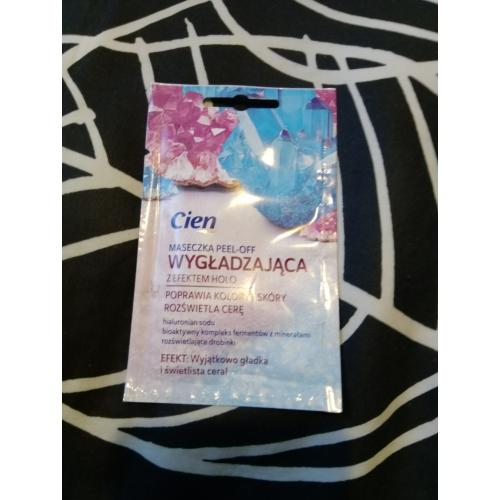 Cien
MASECZKA PEEL-OFF
WYGŁADZAJĄCA
Z EFEKTEM HOLO
POPRAWIA KOLORYT SKÓRY
ROZŚWIETLA CERĘ
hialuronian sodu
bioaktywny kompleks fermentów z minerałami
rozświetlające drobinki
EFEKT: Wyjątkowo gładka
i świetlista cera!